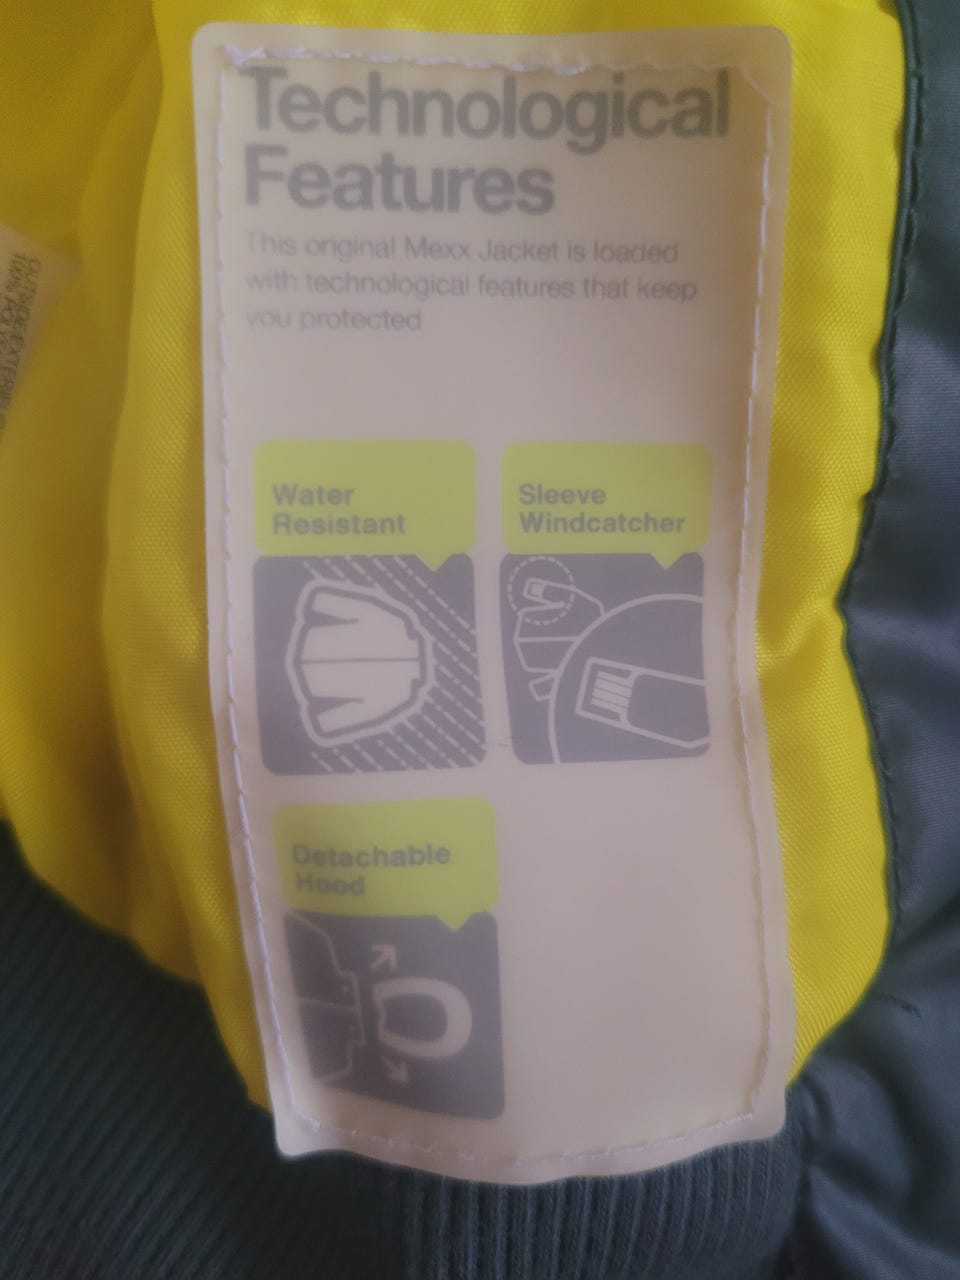 Technological
Features
This original Mexx Jacket is loaded
with technological features that keep
you protected
Water
Resistant
Sleeve
Windcatcher
Detachable
Hood
100%